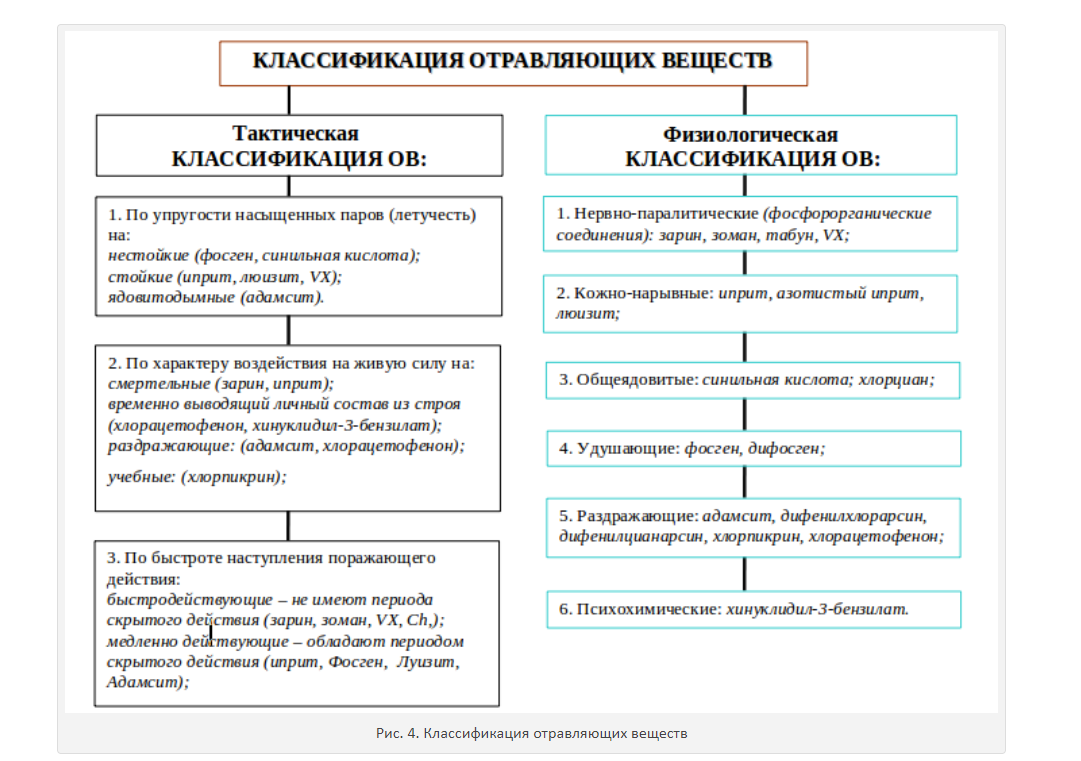 КЛАССИФИКАЦИЯ ОТРАВЛЯЮЩИХ ВЕЩЕСТВ
Тактическая
КЛАССИФИКАЦИЯ ОВ:
1. По упругости насыщенных паров (летучесть)
на:
нестойкие (фосген, синильная кислота);
стойкие (иприт, люизит, VX);
ядовитодымные (адамсит).
2. По характеру воздействия на живую силу на:
смертельные (зарин, иприт);
временно выводящий личный состав из строя
(хлорацетофенон, хинуклидил-3-бензилат);
раздражающие: (адамсит, хлорацетофенон);
учебные: (хлорпикрин);
3. По быстроте наступления поражающего
действия:
быстродействующие – не имеют периода
скрытого действия (зарин, зоман, VX, Ch,);
медленно действующие – обладают периодом
скрытого действия (иприт, Фосген, Луизит,
Адамсит);
Физиологическая
КЛАССИФИКАЦИЯ ОВ:
1. Нервно-паралитические (фосфорорганические
соединения): зарин, зоман, табун, VX;
2. Кожно-нарывные: иприт, азотистый иприт,
люизит;
3. Общеядовитые: синильная кислота; хлорциан;
4. Удушающие: фосген, дифосген;
5. Раздражающие: адамсит, дифенилхлорарсин,
дифенилцианарсин, хлорпикрин, хлорацетофенон;
6. Психохимические: хинуклидил-3-бензилат.
Рис. 4. Классификация отравляющих веществ